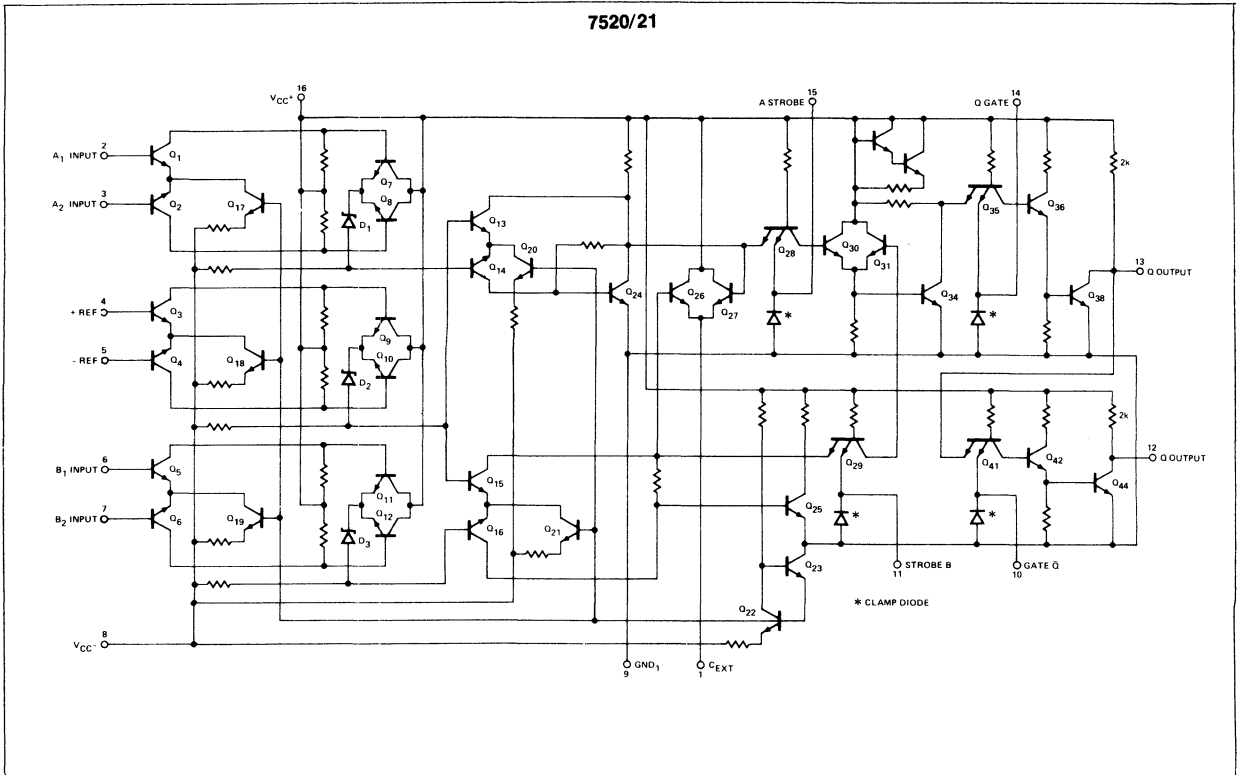 7520/21
16
VCC+
A STROBE 15
Q GATE 14
2
A1 INPUT
Q1
3
A2 INPUT
Q2
Q17
Q7
Q8
D1
Q13
Q20
Q14
Q24
Q26
Q27
Q28
*
Q30
Q31
Q34
Q35
*
Q36
Q38
2k
13
Q OUTPUT
4
+ REF
Q3
5
- REF
Q4
Q18
Q9
Q10
D2
6
B1 INPUT
Q5
7
B2 INPUT
Q6
Q19
Q11
Q12
D3
Q15
Q16
Q21
Q25
Q23
Q22
Q29
*
Q41
*
Q42
Q44
2k
12
Q OUTPUT
STROBE B
11
GATE Q̄
10
* CLAMP DIODE
8
VCC-
GND1
9
CEXT
1